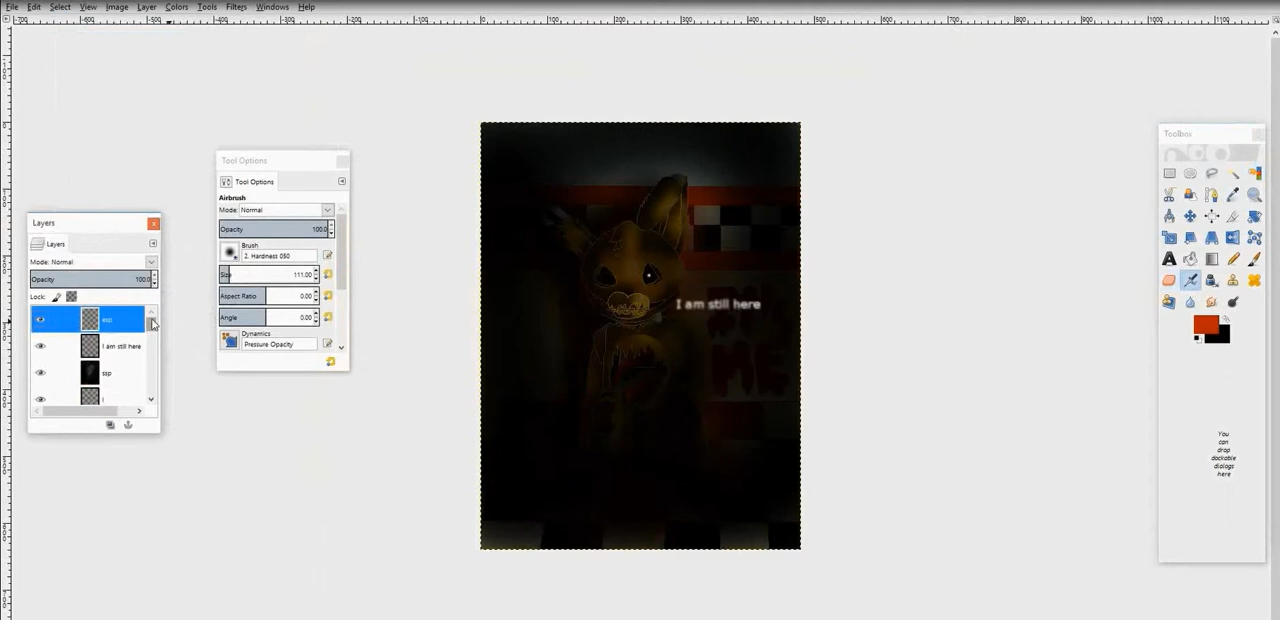 File Edit Select View Image Layer Colors Tools Filters Windows Help
Toolbox
Tool Options
Tool Options
Airbrush
Mode: Normal
Opacity 100.0
Brush
2. Hardness 050
Size 111.00
Aspect Ratio 0.00
Angle 0.00
Dynamics
Pressure Opacity
Layers
Layers
Mode: Normal
Opacity 100.0
Lock:
I am still here
ssp
I am still here
ME
You
can
drop
dockable
dialogs
here